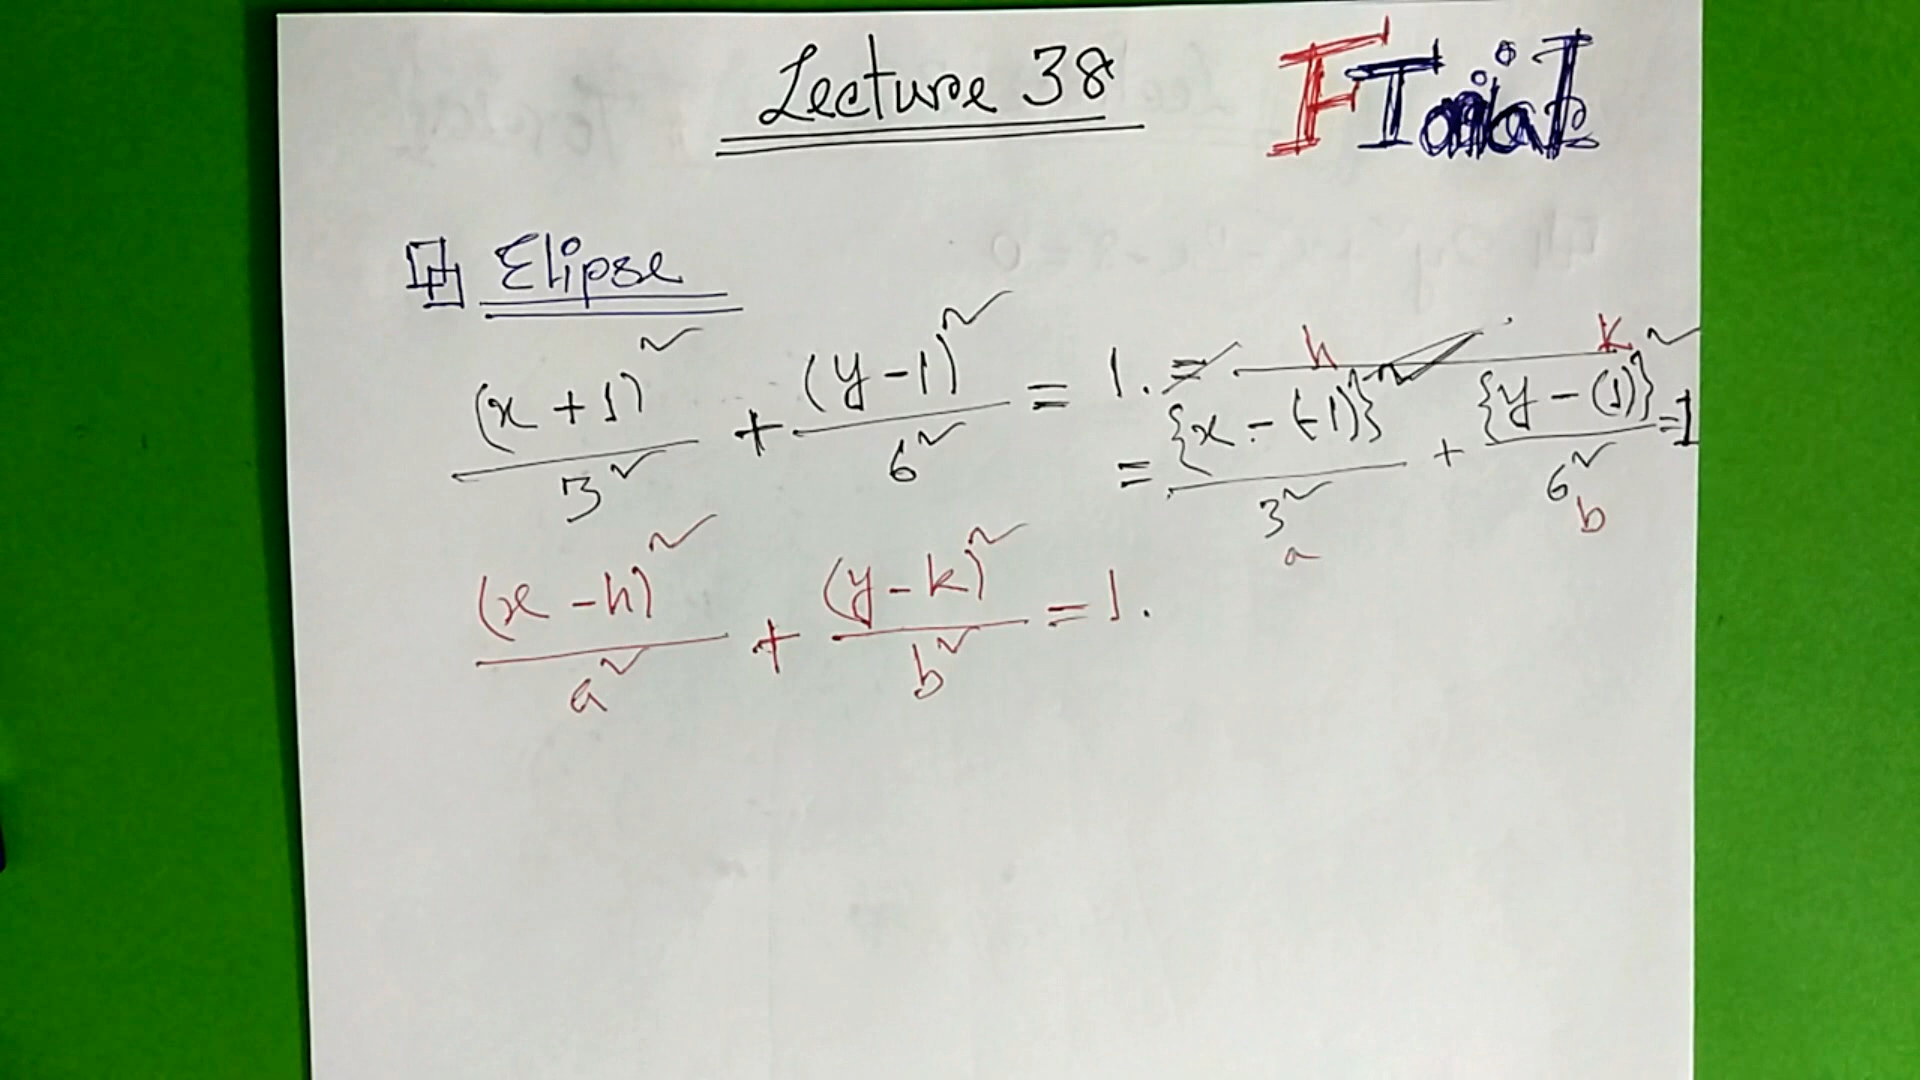 Lecture 38
Elipse
(x+1)²/3² + (y-1)²/6² = 1.
= {x-(-1)}²/3² + {y-(1)}²/6² = 1
h k
a b
(x-h)²/a² + (y-k)²/b² = 1.